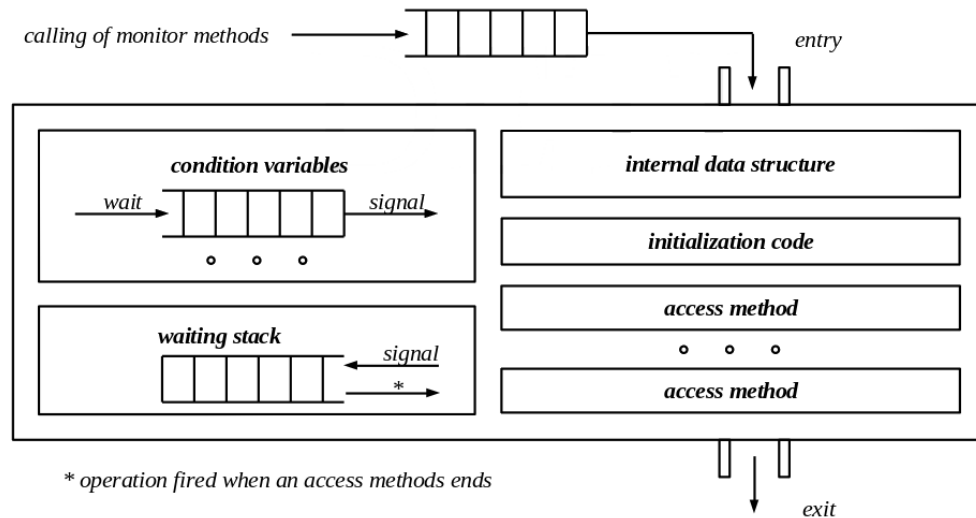 calling of monitor methods
entry
condition variables
wait
signal
internal data structure
initialization code
access method
waiting stack
signal
*
access method
* operation fired when an access methods ends
exit